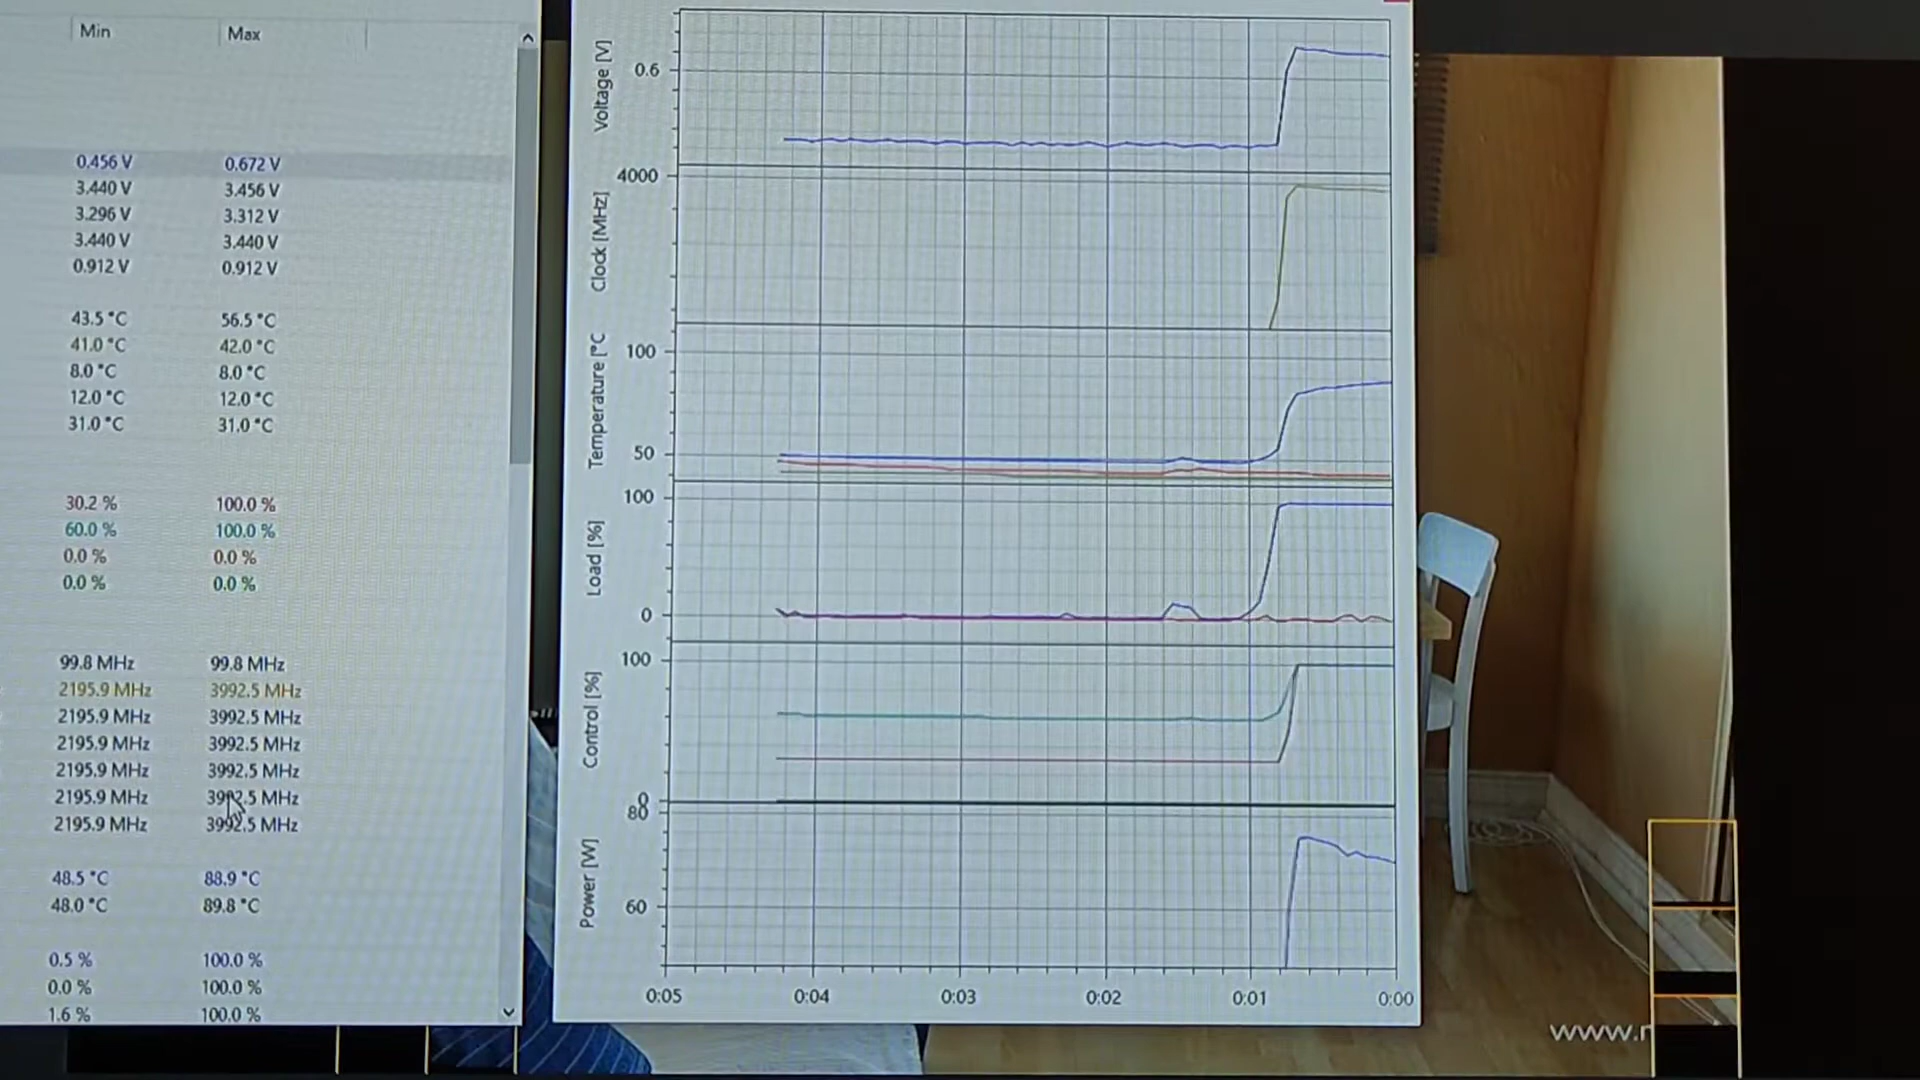 Min Max
0.456 V 0.672 V
3.440 V 3.456 V
3.296 V 3.312 V
3.440 V 3.440 V
0.912 V 0.912 V
43.5 °C 56.5 °C
41.0 °C 42.0 °C
8.0 °C 8.0 °C
12.0 °C 12.0 °C
31.0 °C 31.0 °C
30.2 % 100.0 %
60.0 % 100.0 %
0.0 % 0.0 %
0.0 % 0.0 %
99.8 MHz 99.8 MHz
2195.9 MHz 3992.5 MHz
2195.9 MHz 3992.5 MHz
2195.9 MHz 3992.5 MHz
2195.9 MHz 3992.5 MHz
2195.9 MHz 3992.5 MHz
2195.9 MHz 3992.5 MHz
48.5 °C 88.9 °C
48.0 °C 89.8 °C
0.5 % 100.0 %
0.0 % 100.0 %
1.6 % 100.0 %
Voltage [V]
0.6
Clock [MHz]
4000
Temperature [°C
100
50
Load [%]
100
0
Control [%]
100
0
Power [W]
80
60
0:05 0:04 0:03 0:02 0:01 0:00
www.r